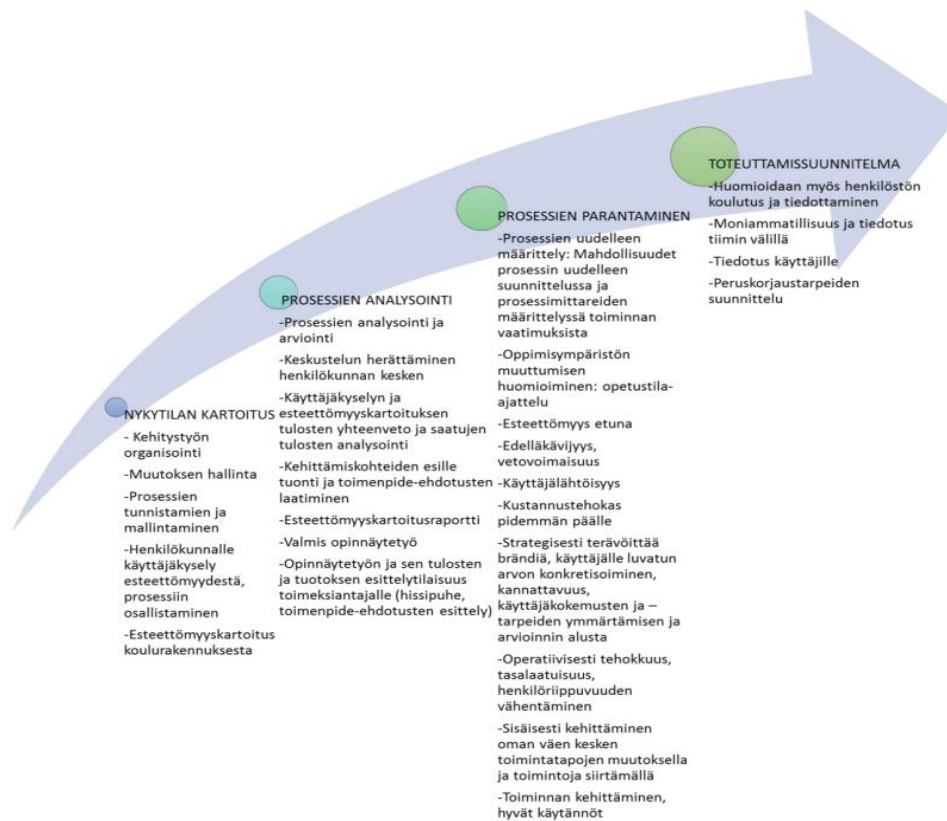 NYKYTILAN KARTOITUS
- Kehitystyön
organisointi
-Muutoksen hallinta
-Prosessien
tunnistamien ja
mallintaminen
-Henkilökunnalle
käyttäjäkysely
esteettömyydestä,
prosessiin
osallistaminen
-Esteettömyyskartoitus
koulurakennuksesta
PROSESSIEN ANALYSOINTI
-Prosessien analysointi ja
arviointi
-Keskustelun herättäminen
henkilökunnan kesken
-Käyttäjäkyselyn ja
esteettömyyskartoituksen
tulosten yhteenveto ja saatujen
tulosten analysointi
-Kehittämiskohteiden esille
tuonti ja toimenpide-ehdotusten
laatiminen
-Esteettömyyskartoitusraportti
-Valmis opinnäytetyö
-Opinnäytetyön ja sen tulosten
ja tuotoksen esittelytilaisuus
toimeksiantajalle (hissipuhe,
toimenpide-ehdotusten esittely)
PROSESSIEN PARANTAMINEN
-Prosessien uudelleen
määrittely: Mahdollisuudet
prosessin uudelleen
suunnittelussa ja
prosessimittareiden
määrittelyssä toiminnan
vaatimuksista
-Oppimisympäristön
muuttumisen
huomioiminen: opetustila-
ajattelu
-Esteettömyys etuna
-Edelläkävijyys,
vetovoimaisuus
-Käyttäjälähtöisyys
-Kustannustehokas
pidemmän päälle
-Strategisesti terävöittää
brändiä, käyttäjälle luvatun
arvon konkretisoiminen,
kannattavuus,
käyttäjäkokemusten ja –
tarpeiden ymmärtämisen ja
arvioinnin alusta
-Operatiivisesti tehokkuus,
tasalaatuisuus,
henkilöriippuvuuden
vähentäminen
-Sisäisesti kehittäminen
oman väen kesken
toimintatapojen muutoksella
ja toimintoja siirtämällä
-Toiminnan kehittäminen,
hyvät käytännöt
TOTEUTTAMISSUUNNITELMA
-Huomioidaan myös henkilöstön
koulutus ja tiedottaminen
-Moniammatillisuus ja tiedotus
tiimin välillä
-Tiedotus käyttäjille
-Peruskorjaustarpeiden
suunnittelu